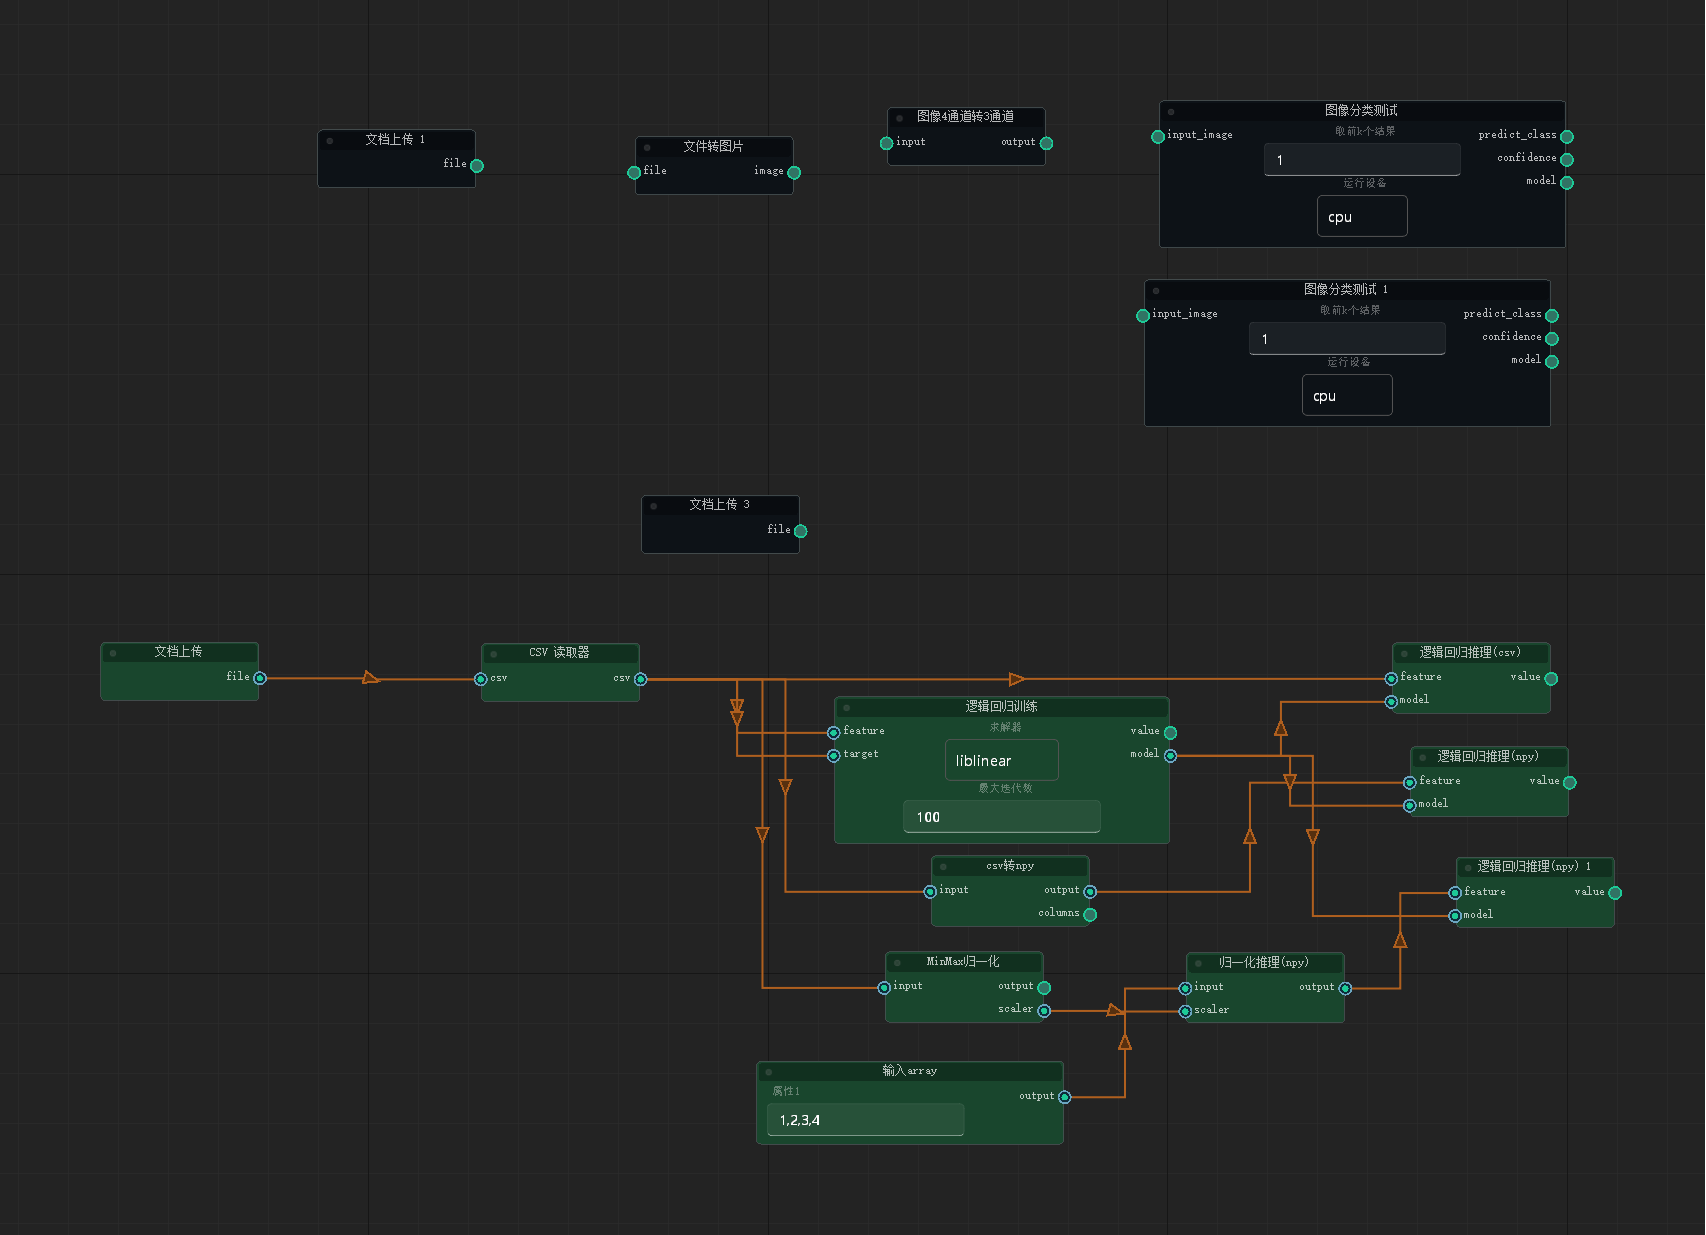 文档上传 1
file
文件转图片
file
image
图像4通道转3通道
input
output
图像分类测试
取前k个结果
input_image
predict_class
1
confidence
运行设备
model
cpu
图像分类测试 1
取前k个结果
input_image
predict_class
1
confidence
运行设备
model
cpu
文档上传 3
file
文档上传
file
CSV 读取器
csv
csv
逻辑回归训练
求解器
feature
value
target
model
liblinear
最大迭代数
100
逻辑回归推理(csv)
feature
value
model
逻辑回归推理(npy)
feature
value
model
csv转npy
input
output
columns
逻辑回归推理(npy) 1
feature
value
model
MinMax归一化
input
output
scaler
归一化推理(npy)
input
output
scaler
输入array
属性1
output
1,2,3,4